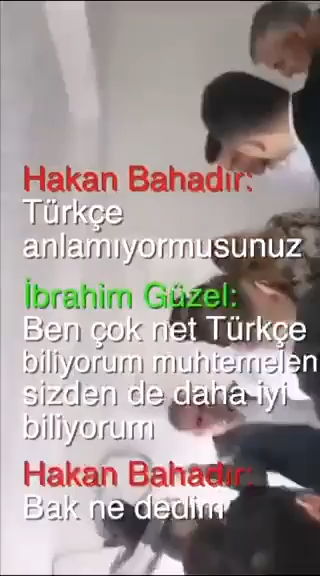 Hakan Bahadır:
Türkçe
anlamıyormusunuz
İbrahim Güzel:
Ben çok net Türkçe
biliyorum muhtemelen
sizden de daha iyi
biliyorum
Hakan Bahadır:
Bak ne dedim